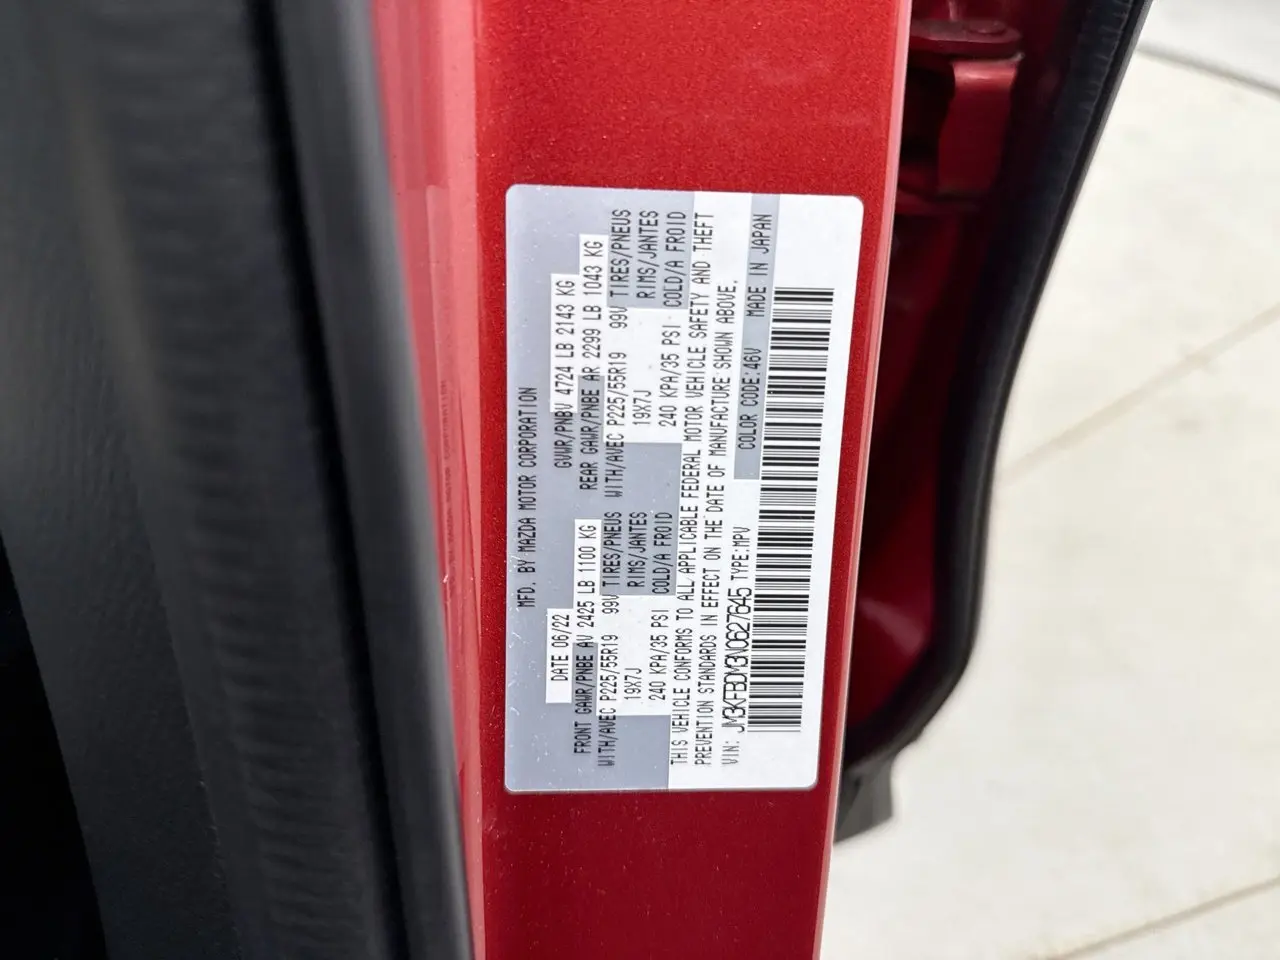 MFD. BY MAZDA MOTOR CORPORATION
DATE 06/22 GVWR/PNBV 4724 LB 2143 KG
FRONT GAWR/PNBE AV 2425 LB 1100 KG REAR GAWR/PNBE AR 2299 LB 1043 KG
WITH/AVEC P225/55R19 99V TIRES/PNEUS WITH/AVEC P225/55R19 99V TIRES/PNEUS
19X7J RIMS/JANTES 19X7J RIMS/JANTES
240 KPA/35 PSI COLD/A FROID 240 KPA/35 PSI COLD/A FROID
THIS VEHICLE CONFORMS TO ALL APPLICABLE FEDERAL MOTOR VEHICLE SAFETY AND THEFT
PREVENTION STANDARDS IN EFFECT ON THE DATE OF MANUFACTURE SHOWN ABOVE.
VIN: JM3KFBDM3N0627645 TYPE:MPV COLOR CODE:46V MADE IN JAPAN